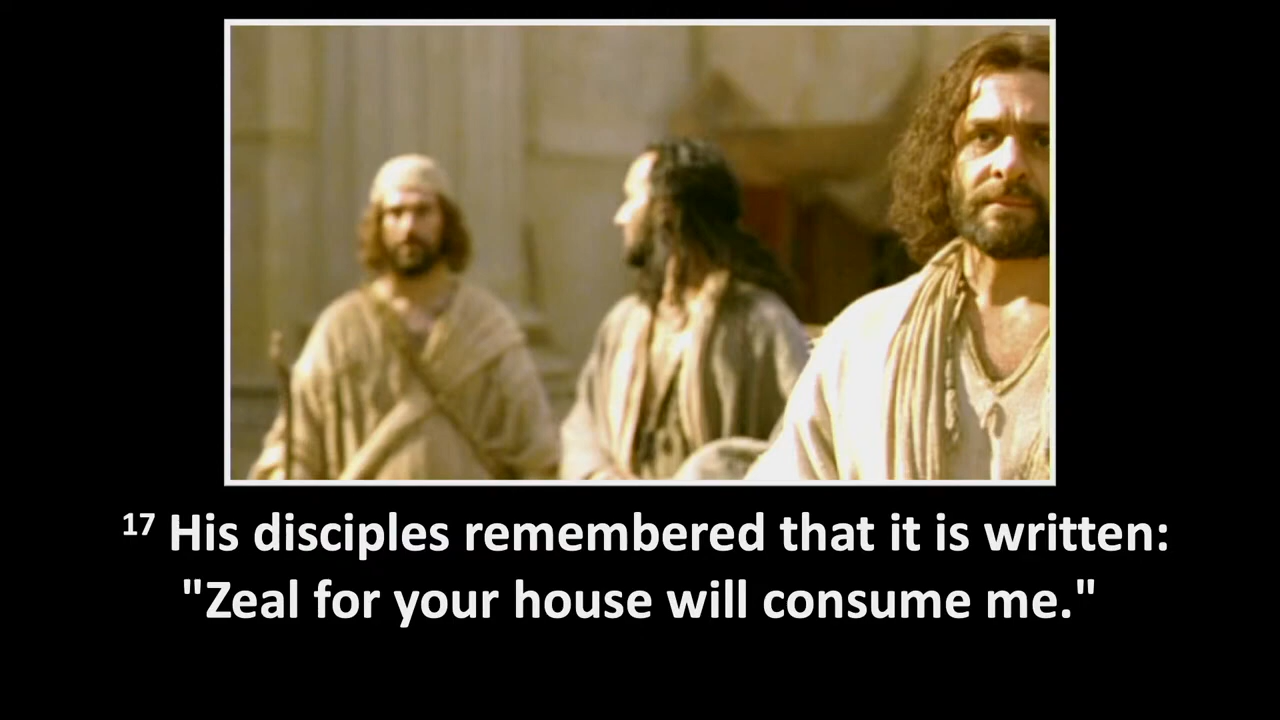 17 His disciples remembered that it is written:
"Zeal for your house will consume me."